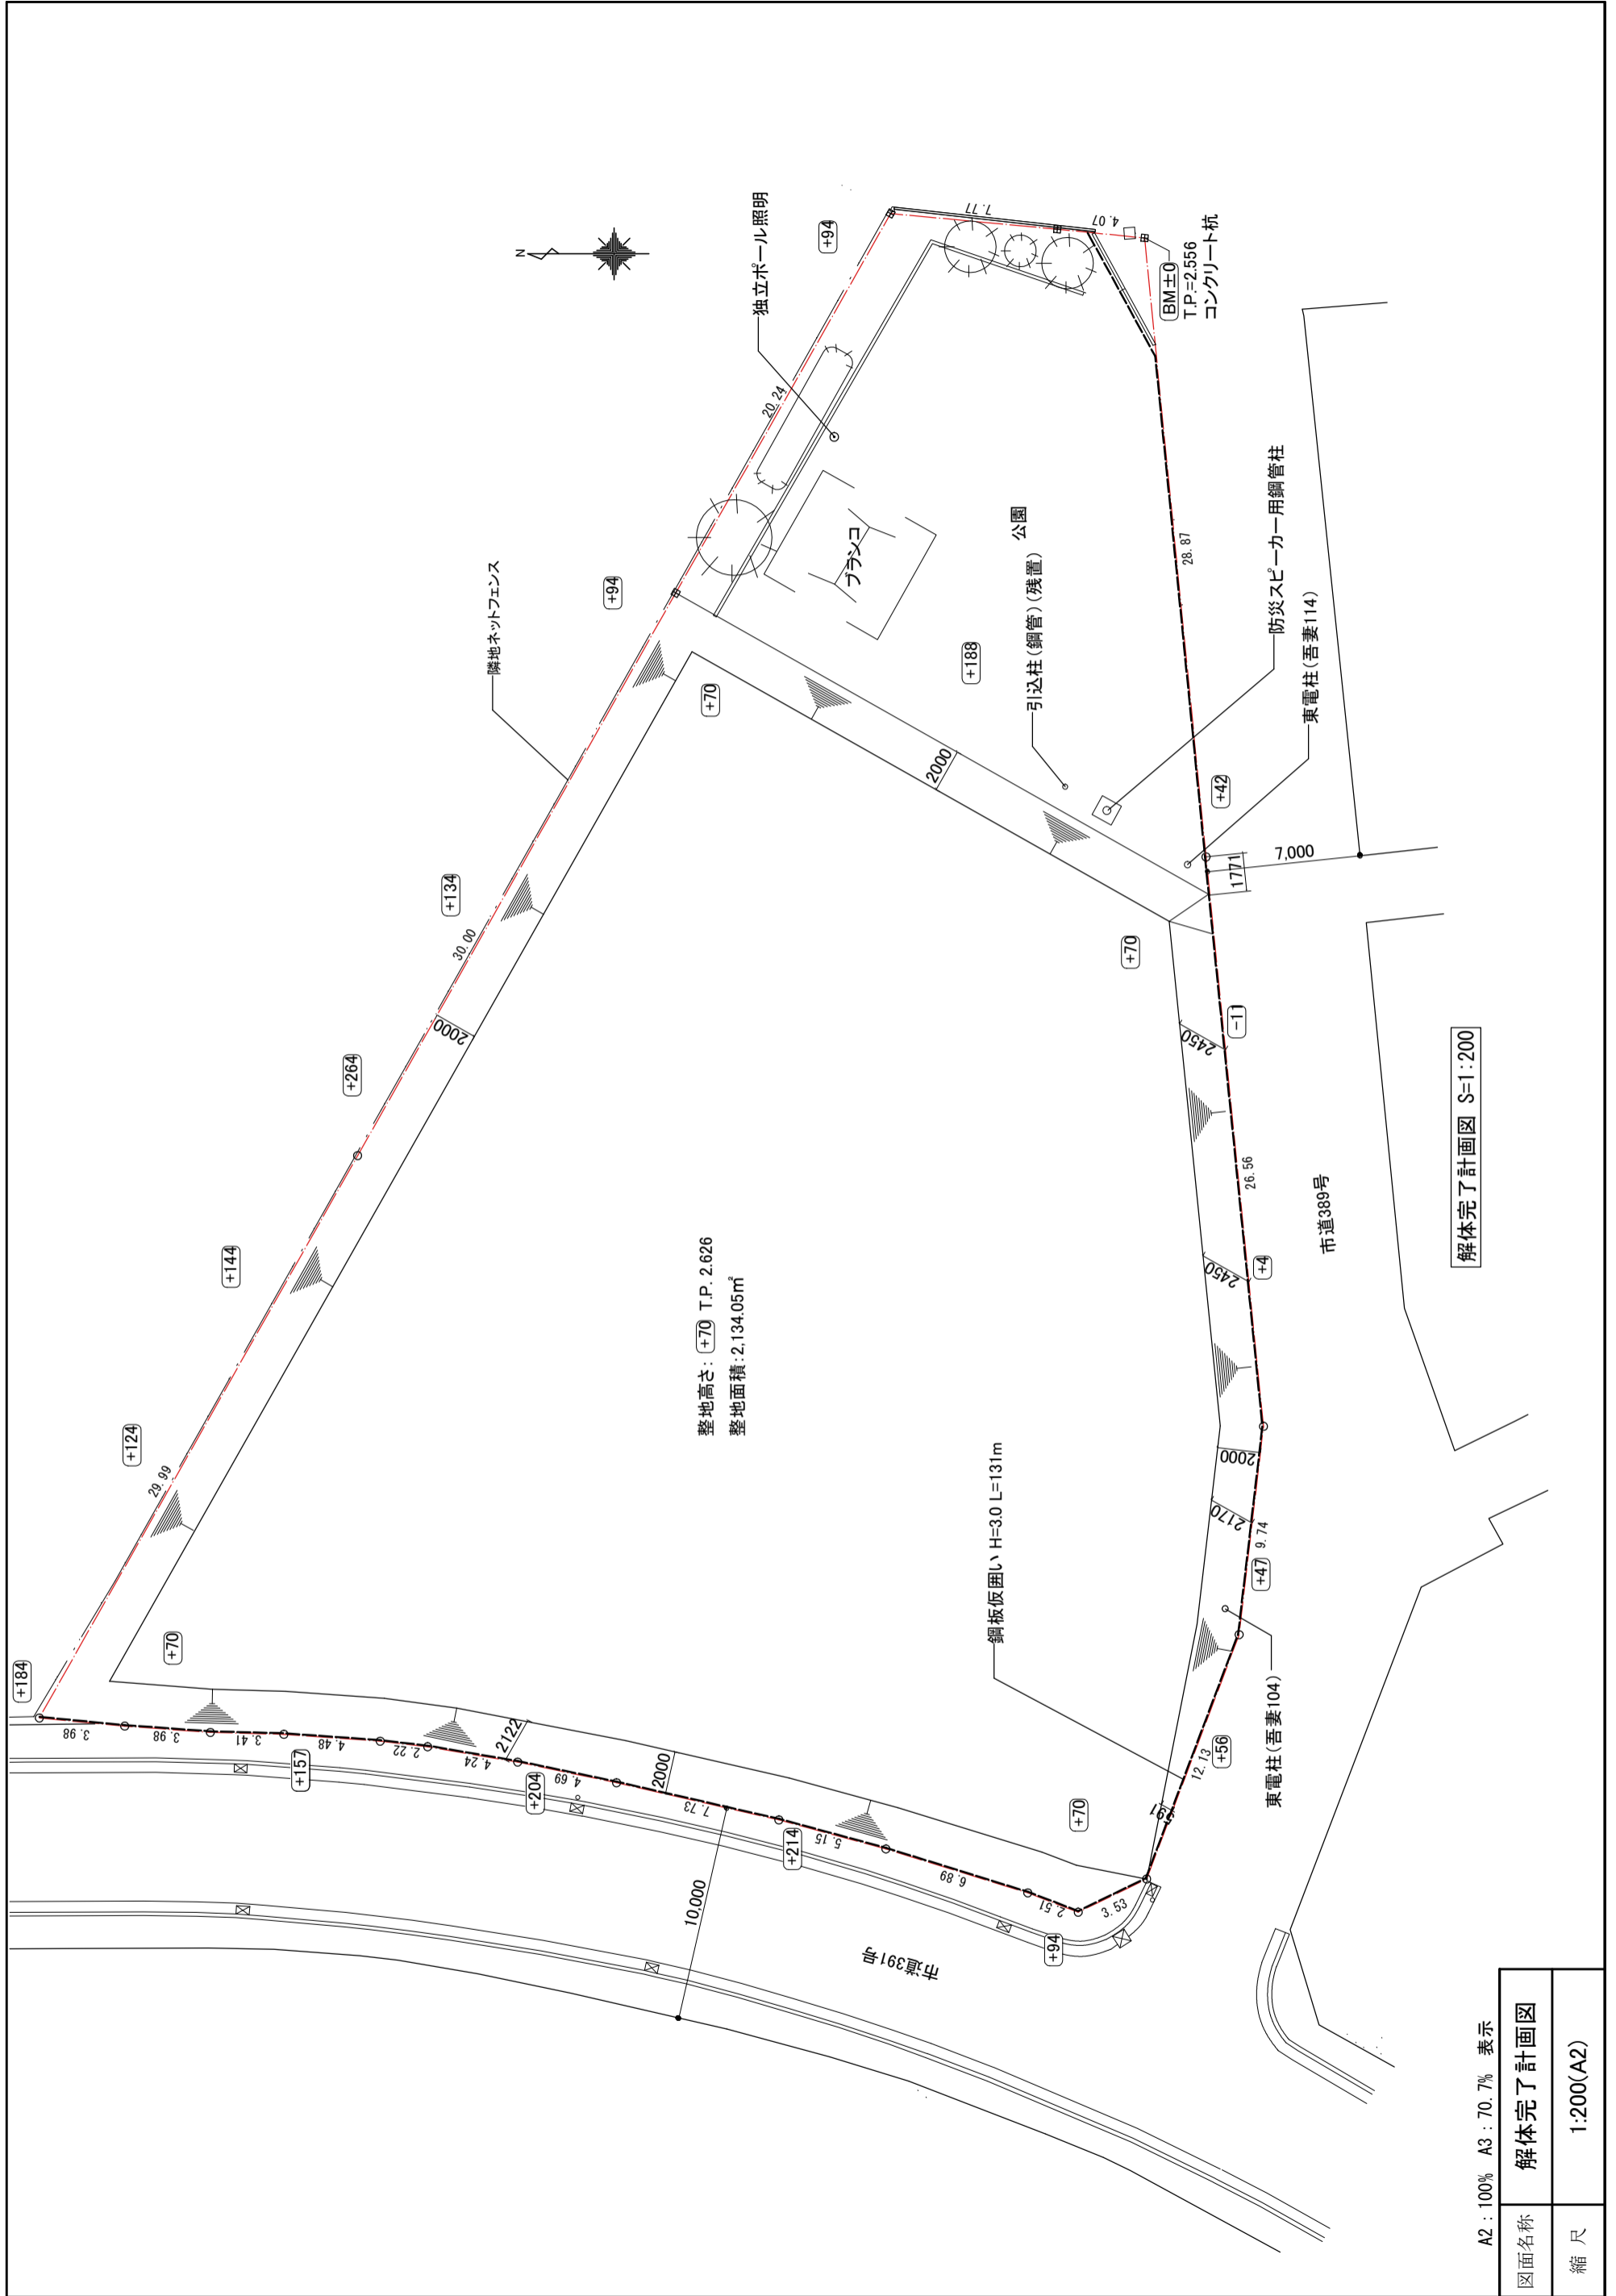 N
+94
独立ポール照明
7.77
4.07
BM±0
T.P.=2.556
コンクリート杭
20.24
+94
隣地ネットフェンス
ブランコ
公園
引込柱(鋼管)(残置)
+188
28.87
防災スピーカー用鋼管柱
東電柱(吾妻114)
+70
2000
+42
1771
7,000
+134
30.00
2000
+264
+70
-11
2450
26.56
市道389号
解体完了計画図 S=1:200
+144
整地高さ: +70 T.P. 2.626
整地面積:2,134.05㎡
2450
+4
+124
29.99
2000
2170
9.74
+47
鋼板仮囲い H=3.0 L=131m
東電柱(吾妻104)
12.13
+56
+184
+70
3.98
3.98
3.41
4.48
2.22
4.24
4.69
7.73
5.15
6.89
2.51
3.53
+157
+204
2122
2000
+214
+70
+94
10,000
市道391号
A2 : 100% A3 : 70.7% 表示
図面名称 解体完了計画図
縮 尺 1:200(A2)